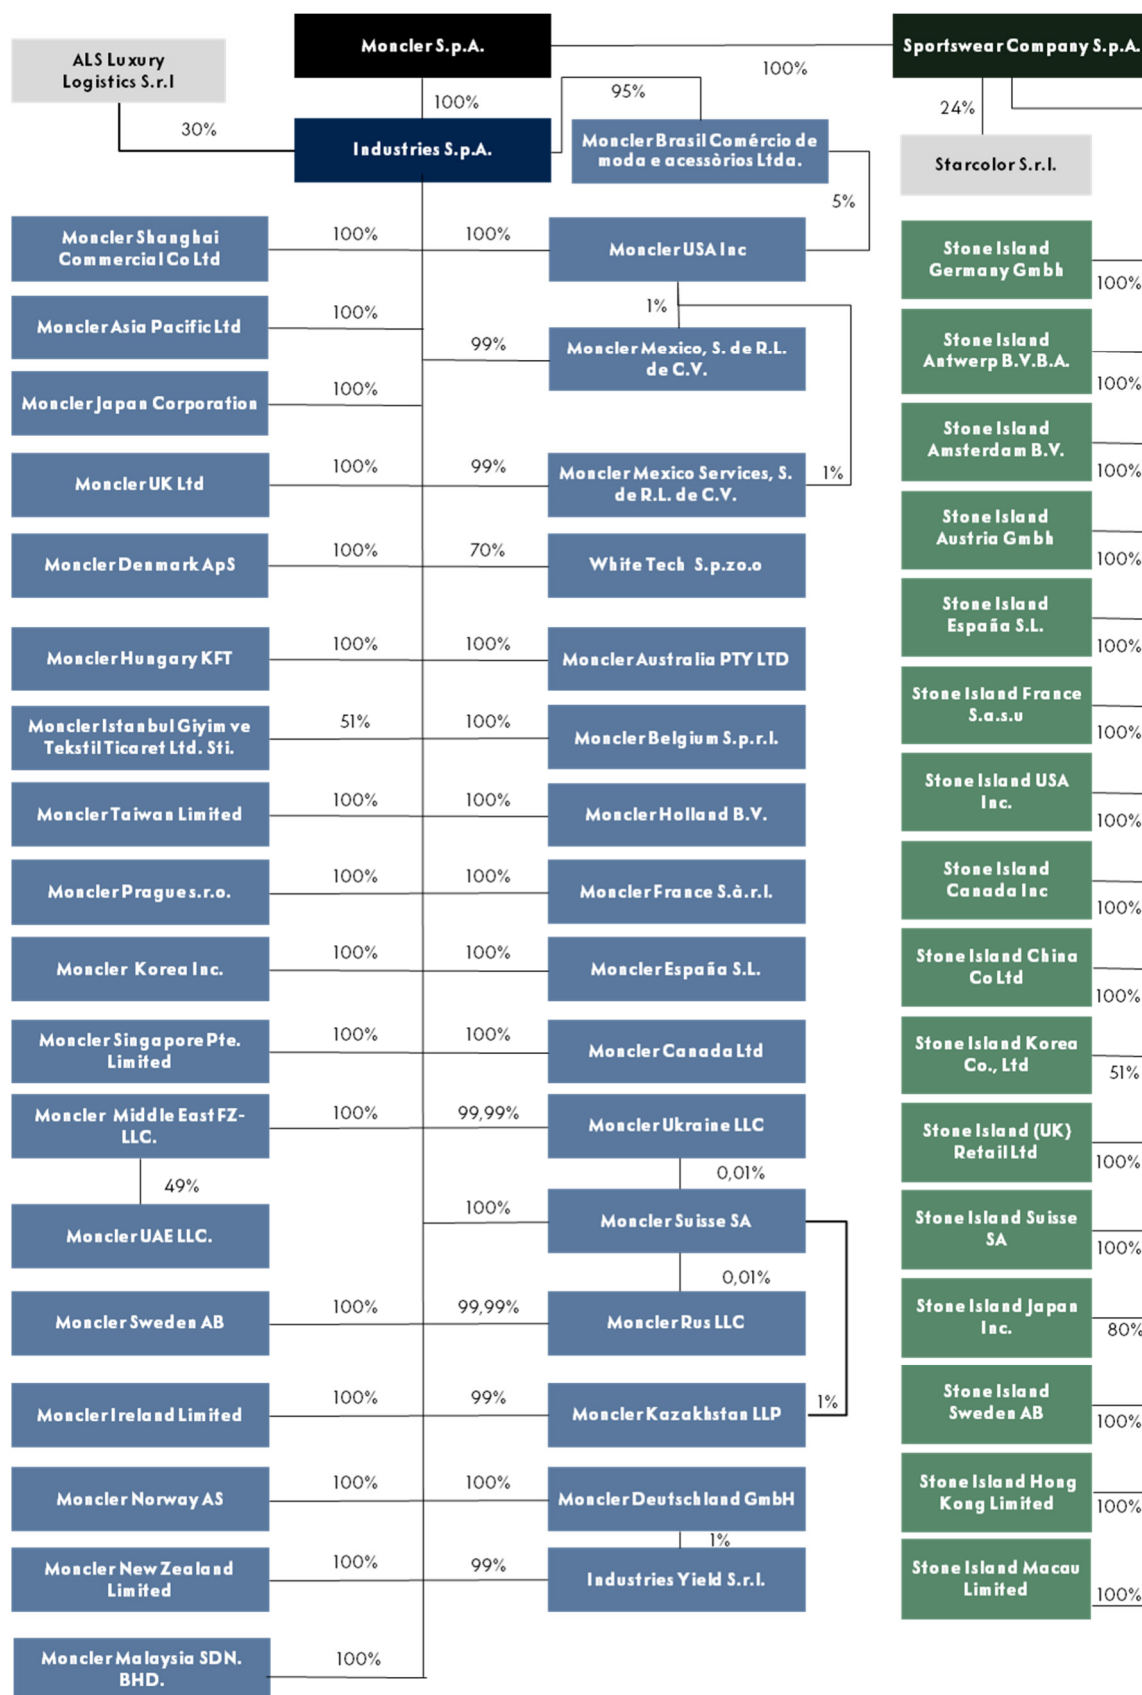 Moncler S.p.A.
Sportswear Company S.p.A.
ALS Luxury
Logistics S.r.l
100%
100%
95%
24%
30%
Industries S.p.A.
Moncler Brasil Comércio de
moda e acessòrios Ltda.
Starcolor S.r.l.
5%
Moncler Shanghai
Commercial Co Ltd
100%
100%
Moncler USA Inc
Stone Island
Germany Gmbh
100%
Moncler Asia Pacific Ltd
100%
1%
99%
Moncler Mexico, S. de R.L.
de C.V.
Stone Island
Antwerp B.V.B.A.
100%
Moncler Japan Corporation
100%
Stone Island
Amsterdam B.V.
100%
Moncler UK Ltd
100%
99%
Moncler Mexico Services, S.
de R.L. de C.V.
1%
Stone Island
Austria Gmbh
100%
Moncler Denmark ApS
100%
70%
White Tech S.p.zo.o
Stone Island
España S.L.
100%
Moncler Hungary KFT
100%
100%
Moncler Australia PTY LTD
Stone Island France
S.a.s.u
100%
Moncler Istanbul Giyim ve
Tekstil Ticaret Ltd. Sti.
51%
100%
Moncler Belgium S.p.r.l.
Stone Island USA
Inc.
100%
Moncler Taiwan Limited
100%
100%
Moncler Holland B.V.
Stone Island
Canada Inc
100%
Moncler Prague s.r.o.
100%
100%
Moncler France S.à.r.l.
Stone Island China
Co Ltd
100%
Moncler Korea Inc.
100%
100%
Moncler España S.L.
Stone Island Korea
Co., Ltd
51%
Moncler Singapore Pte.
Limited
100%
100%
Moncler Canada Ltd
Stone Island (UK)
Retail Ltd
100%
Moncler Middle East FZ-
LLC.
100%
99,99%
Moncler Ukraine LLC
49%
0,01%
Stone Island Suisse
SA
100%
Moncler UAE LLC.
100%
Moncler Suisse SA
0,01%
Stone Island Japan
Inc.
80%
Moncler Sweden AB
100%
99,99%
Moncler Rus LLC
Stone Island
Sweden AB
100%
Moncler Ireland Limited
100%
99%
Moncler Kazakhstan LLP
1%
Stone Island Hong
Kong Limited
100%
Moncler Norway AS
100%
100%
Moncler Deutschland GmbH
1%
Stone Island Macau
Limited
100%
Moncler New Zealand
Limited
100%
99%
Industries Yield S.r.l.
Moncler Malaysia SDN.
BHD.
100%